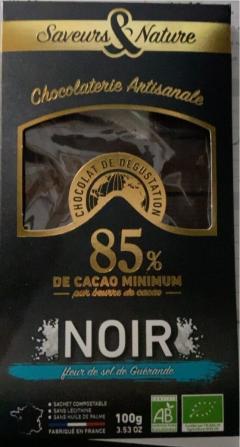 Saveurs & Nature
Chocolaterie Artisanale
CHOCOLAT DE DÉGUSTATION
85%
DE CACAO MINIMUM
pur beurre de cacao
NOIR
fleur de sel de Guérande
SACHET COMPOSTABLE
SANS LÉCITHINE
SANS HUILE DE PALME
FABRIQUÉ EN FRANCE
100g
3.53 OZ
AB